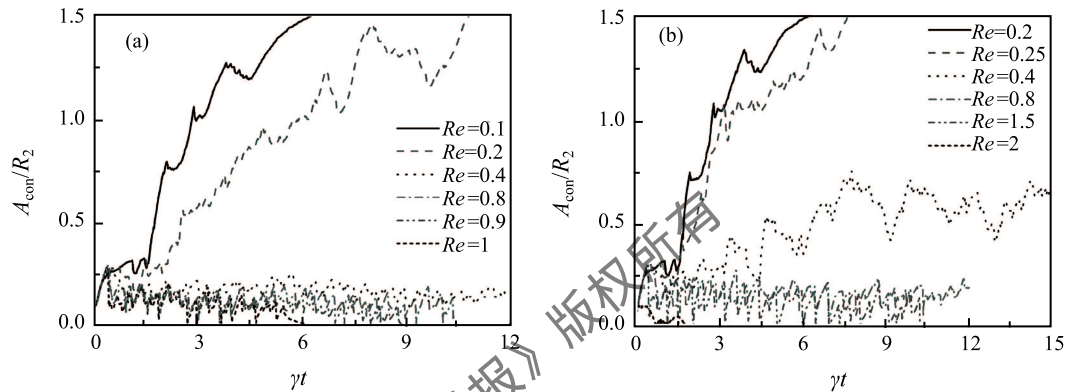 1.5
(a)
1.0
0.5
0.0
A_con/R_2
Re=0.1
Re=0.2
Re=0.4
Re=0.8
Re=0.9
Re=1
0 3 6 9 12
γt
1.5
(b)
1.0
0.5
0.0
A_con/R_2
Re=0.2
Re=0.25
Re=0.4
Re=0.8
Re=1.5
Re=2
0 3 6 9 12 15
γt
报》版权所有